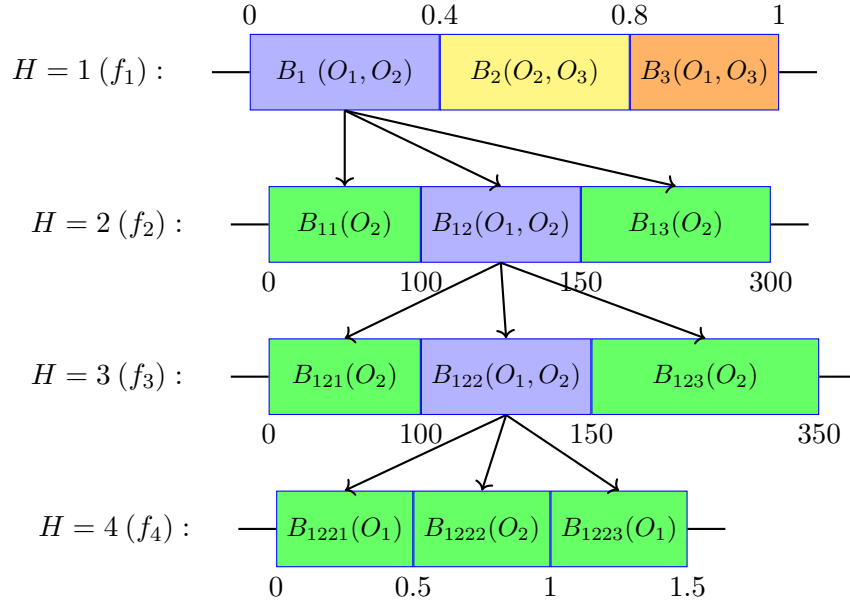 0 0.4 0.8 1
H = 1 (f₁) : B₁ (O₁, O₂) B₂(O₂, O₃) B₃(O₁, O₃)
H = 2 (f₂) : B₁₁(O₂) B₁₂(O₁, O₂) B₁₃(O₂)
0 100 150 300
H = 3 (f₃) : B₁₂₁(O₂) B₁₂₂(O₁, O₂) B₁₂₃(O₂)
0 100 150 350
H = 4 (f₄) : B₁₂₂₁(O₁) B₁₂₂₂(O₂) B₁₂₂₃(O₁)
0 0.5 1 1.5